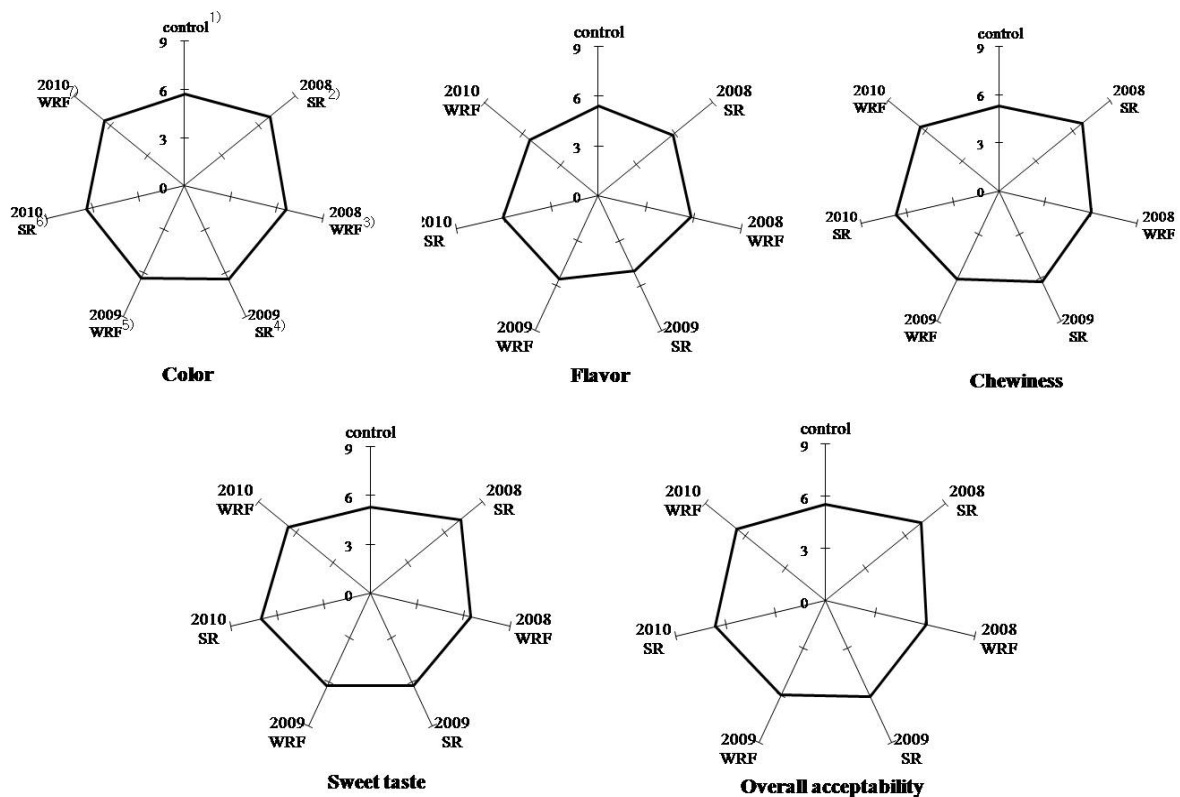 control1)
9
6
3
0
2008
SR2)
2008
WRF3)
2009
SR4)
2009
WRF5)
2010
SR6)
2010
WRF7)
Color
control
9
6
3
0
2008
SR
2008
WRF
2009
SR
2009
WRF
2010
SR
2010
WRF
Flavor
control
9
6
3
0
2008
SR
2008
WRF
2009
SR
2009
WRF
2010
SR
2010
WRF
Chewiness
control
9
6
3
0
2008
SR
2008
WRF
2009
SR
2009
WRF
2010
SR
2010
WRF
Sweet taste
control
9
6
3
0
2008
SR
2008
WRF
2009
SR
2009
WRF
2010
SR
2010
WRF
Overall acceptability